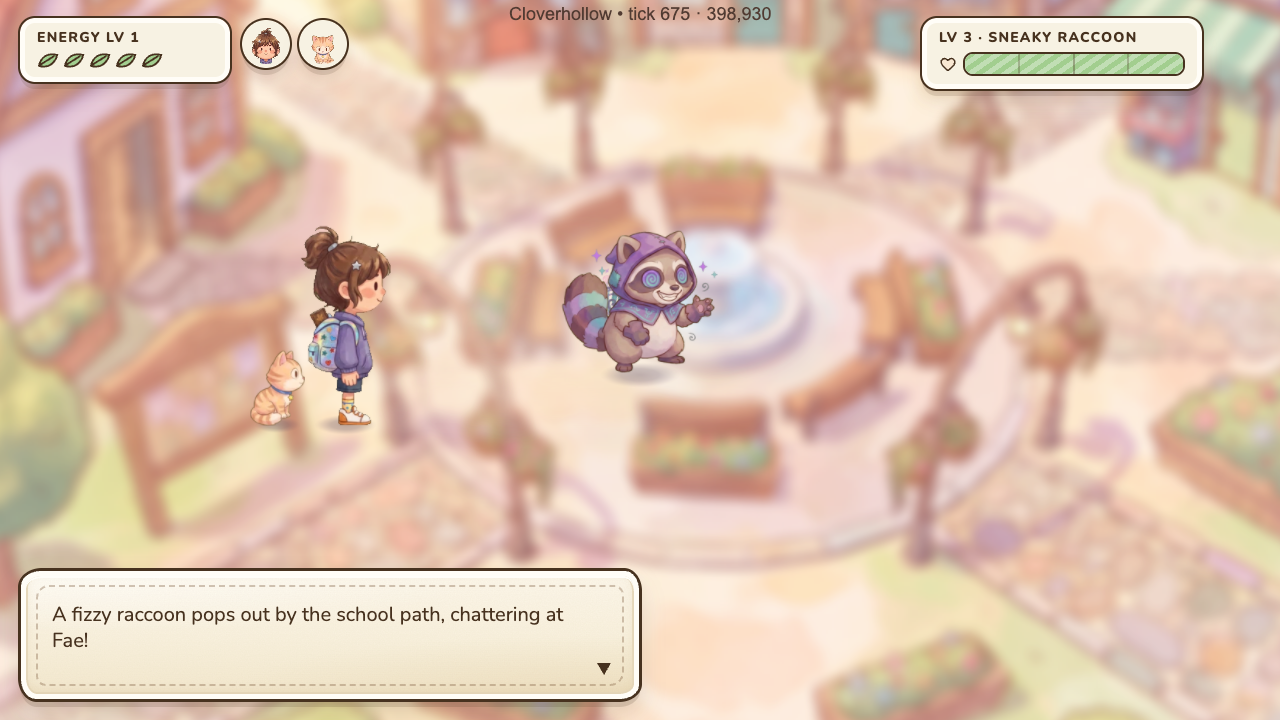 Cloverhollow • tick 675 · 398,930
ENERGY LV 1
LV 3 · SNEAKY RACCOON
A fizzy raccoon pops out by the school path, chattering at
Fae!